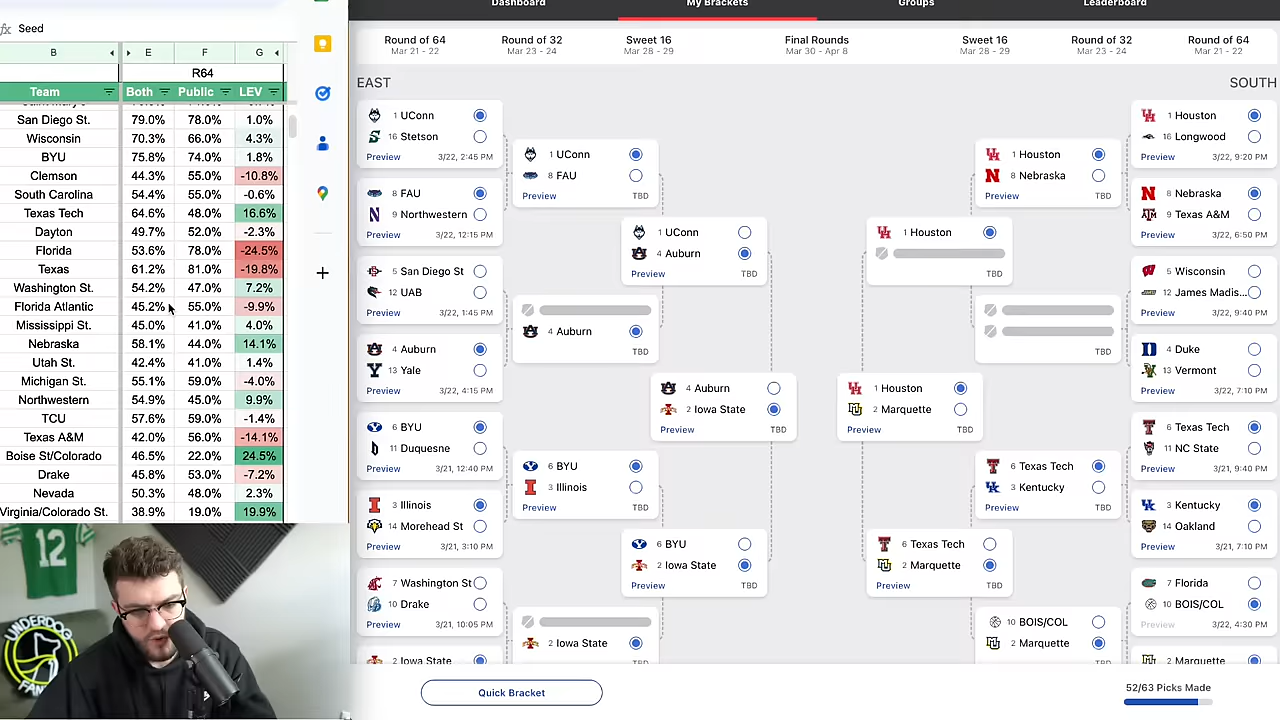 fx Seed
B E F G
R64
Team Both Public LEV
San Diego St. 79.0% 78.0% 1.0%
Wisconsin 70.3% 66.0% 4.3%
BYU 75.8% 74.0% 1.8%
Clemson 44.3% 55.0% -10.8%
South Carolina 54.4% 55.0% -0.6%
Texas Tech 64.6% 48.0% 16.6%
Dayton 49.7% 52.0% -2.3%
Florida 53.6% 78.0% -24.5%
Texas 61.2% 81.0% -19.8%
Washington St. 54.2% 47.0% 7.2%
Florida Atlantic 45.2% 55.0% -9.9%
Mississippi St. 45.0% 41.0% 4.0%
Nebraska 58.1% 44.0% 14.1%
Utah St. 42.4% 41.0% 1.4%
Michigan St. 55.1% 59.0% -4.0%
Northwestern 54.9% 45.0% 9.9%
TCU 57.6% 59.0% -1.4%
Texas A&M 42.0% 56.0% -14.1%
Boise St/Colorado 46.5% 22.0% 24.5%
Drake 45.8% 53.0% -7.2%
Nevada 50.3% 48.0% 2.3%
Virginia/Colorado St. 38.9% 19.0% 19.9%
12
UNDERDOG
Dashboard My Brackets Groups Leaderboard
Round of 64 Round of 32 Sweet 16 Final Rounds Sweet 16 Round of 32 Round of 64
Mar 21 - 22 Mar 23 - 24 Mar 28 - 29 Mar 30 - Apr 8 Mar 28 - 29 Mar 23 - 24 Mar 21 - 22
EAST
1 UConn
16 Stetson
Preview 3/22, 2:45 PM
8 FAU
9 Northwestern
Preview 3/22, 12:15 PM
5 San Diego St
12 UAB
Preview 3/22, 1:45 PM
4 Auburn
13 Yale
Preview 3/22, 4:15 PM
6 BYU
11 Duquesne
Preview 3/21, 12:40 PM
3 Illinois
14 Morehead St
Preview 3/21, 3:10 PM
7 Washington St
10 Drake
Preview 3/21, 10:05 PM
2 Iowa State
1 UConn
8 FAU
Preview TBD
4 Auburn
TBD
6 BYU
3 Illinois
Preview TBD
2 Iowa State
TBD
1 UConn
4 Auburn
Preview TBD
6 BYU
2 Iowa State
Preview TBD
4 Auburn
2 Iowa State
Preview TBD
1 Houston
2 Marquette
Preview TBD
1 Houston
TBD
6 Texas Tech
2 Marquette
Preview TBD
1 Houston
8 Nebraska
Preview TBD
TBD
6 Texas Tech
3 Kentucky
Preview TBD
10 BOIS/COL
2 Marquette
TBD
SOUTH
1 Houston
16 Longwood
Preview 3/22, 9:20 PM
8 Nebraska
9 Texas A&M
Preview 3/22, 6:50 PM
5 Wisconsin
12 James Madis...
Preview 3/22, 9:40 PM
4 Duke
13 Vermont
Preview 3/22, 7:10 PM
6 Texas Tech
11 NC State
Preview 3/21, 9:40 PM
3 Kentucky
14 Oakland
Preview 3/21, 7:10 PM
7 Florida
10 BOIS/COL
Preview 3/22, 4:30 PM
2 Marquette
Quick Bracket
52/63 Picks Made